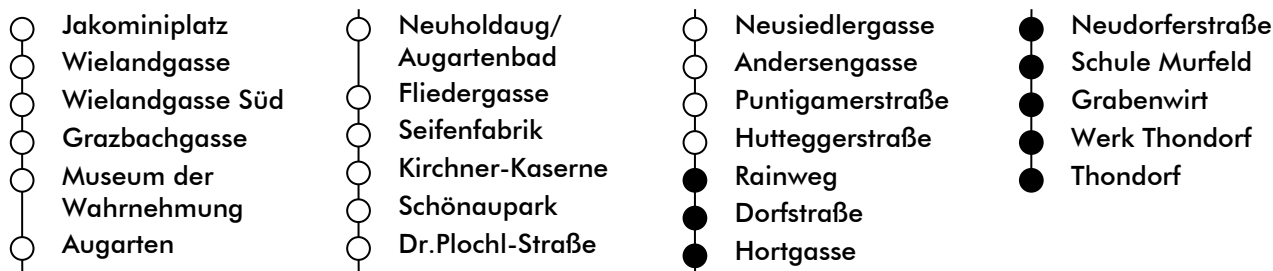 Jakominiplatz
Wielandgasse
Wielandgasse Süd
Grazbachgasse
Museum der
Wahrnehmung
Augarten
Neuholdaug/
Augartenbad
Fliedergasse
Seifenfabrik
Kirchner-Kaserne
Schönaupark
Dr.Plochl-Straße
Neusiedlergasse
Andersengasse
Puntigamerstraße
Hutteggerstraße
Rainweg
Dorfstraße
Hortgasse
Neudorferstraße
Schule Murfeld
Grabenwirt
Werk Thondorf
Thondorf